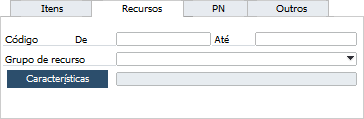 Itens Recursos PN Outros
Código De Até
Grupo de recurso
Características